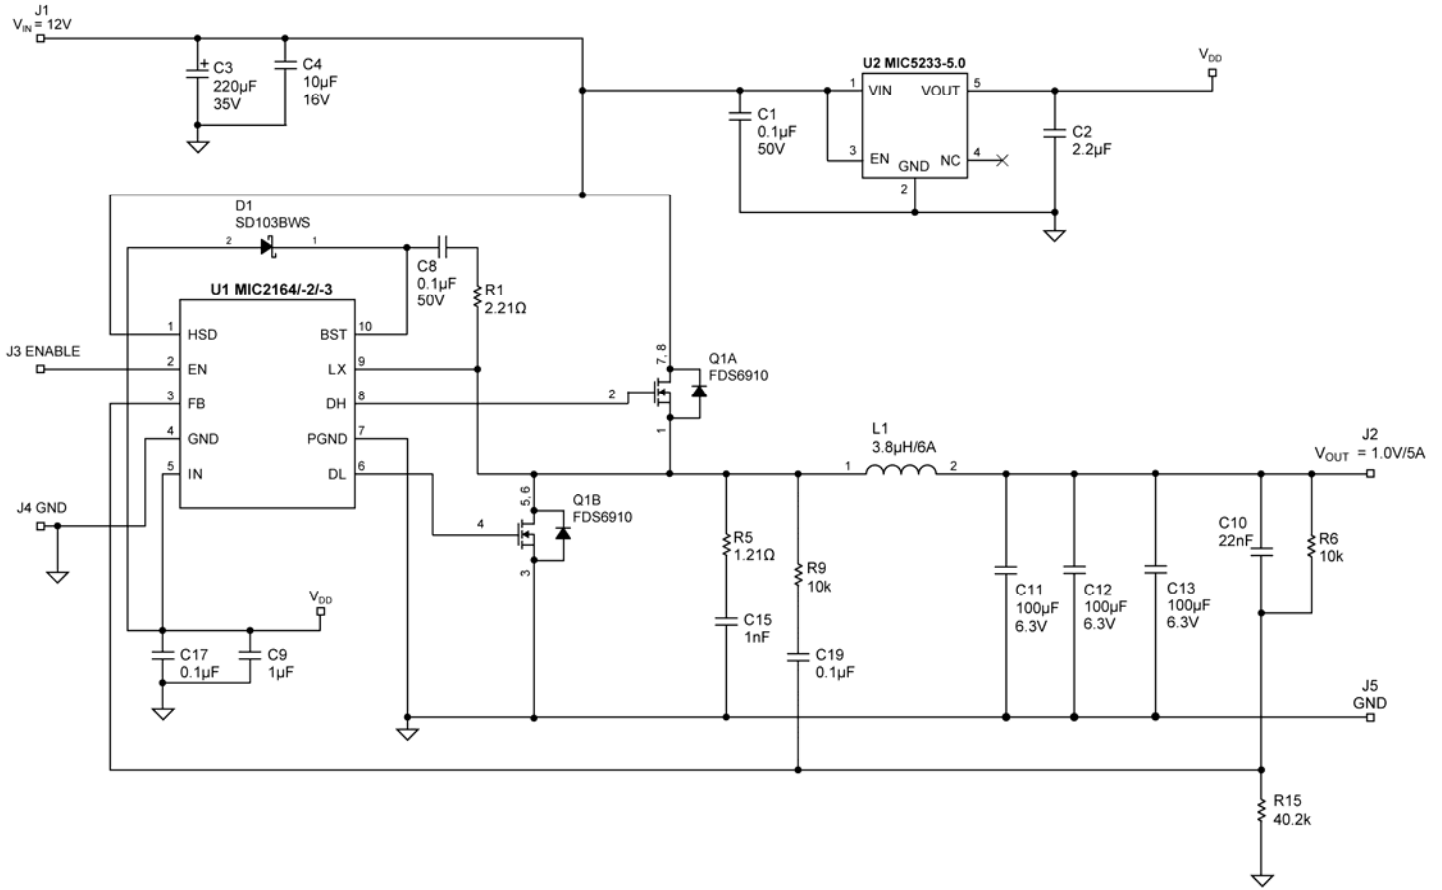 J1
VIN = 12V
C3
220µF
35V
+
C4
10µF
16V
U2 MIC5233-5.0
1
VIN
VOUT
5
3
EN
GND
NC
4
2
VDD
C1
0.1µF
50V
C2
2.2µF
D1
SD103BWS
2
1
C8
0.1µF
50V
R1
2.21Ω
U1 MIC2164/-2/-3
1
HSD
BST
10
J3 ENABLE
2
EN
LX
9
3
FB
DH
8
4
GND
PGND
7
5
IN
DL
6
J4 GND
7, 8
Q1A
FDS6910
2
1
5, 6
Q1B
FDS6910
4
3
L1
3.8µH/6A
1
2
J2
VOUT = 1.0V/5A
R5
1.21Ω
R9
10k
C10
22nF
R6
10k
C11
100µF
6.3V
C12
100µF
6.3V
C13
100µF
6.3V
C15
1nF
C19
0.1µF
VDD
C17
0.1µF
C9
1µF
J5
GND
R15
40.2k